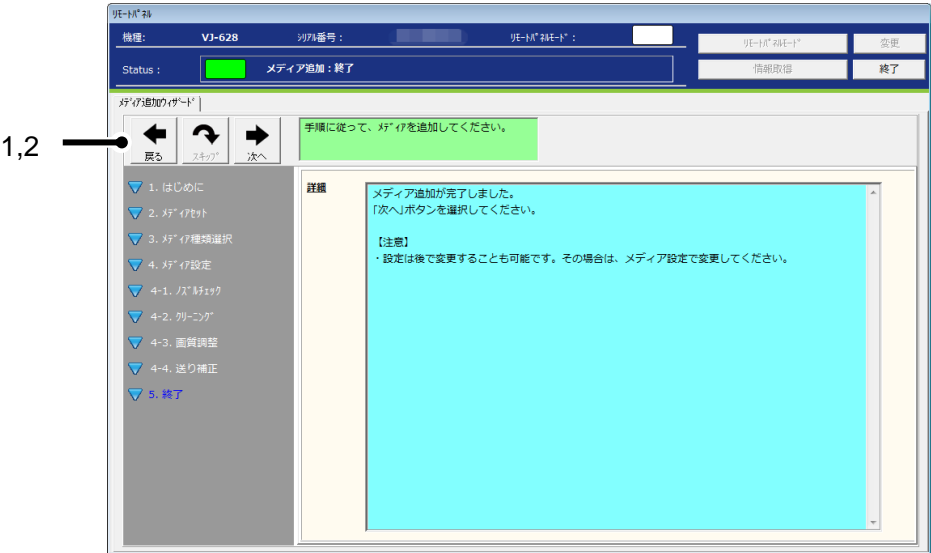 ﾘﾓｰﾄﾊﾟﾈﾙ
機種: VJ-628 ｼﾘｱﾙ番号： ﾘﾓｰﾄﾊﾟﾈﾙﾓｰﾄﾞ： ﾘﾓｰﾄﾊﾟﾈﾙﾓｰﾄﾞ 変更
Status： メディア追加：終了 情報取得 終了
ﾒﾃﾞｨｱ追加ｳｨｻﾞｰﾄﾞ
1,2
戻る ｽｷｯﾌﾟ 次へ
手順に従って、ﾒﾃﾞｨｱを追加してください。
1. はじめに
2. ﾒﾃﾞｨｱｾｯﾄ
3. ﾒﾃﾞｨｱ種類選択
4. ﾒﾃﾞｨｱ設定
4-1. ﾉｽﾞﾙﾁｪｯｸ
4-2. ｸﾘｰﾆﾝｸﾞ
4-3. 画質調整
4-4. 送り補正
5. 終了
詳細
メディア追加が完了しました。
「次へ」ボタンを選択してください。
【注意】
・設定は後で変更することも可能です。その場合は、メディア設定で変更してください。